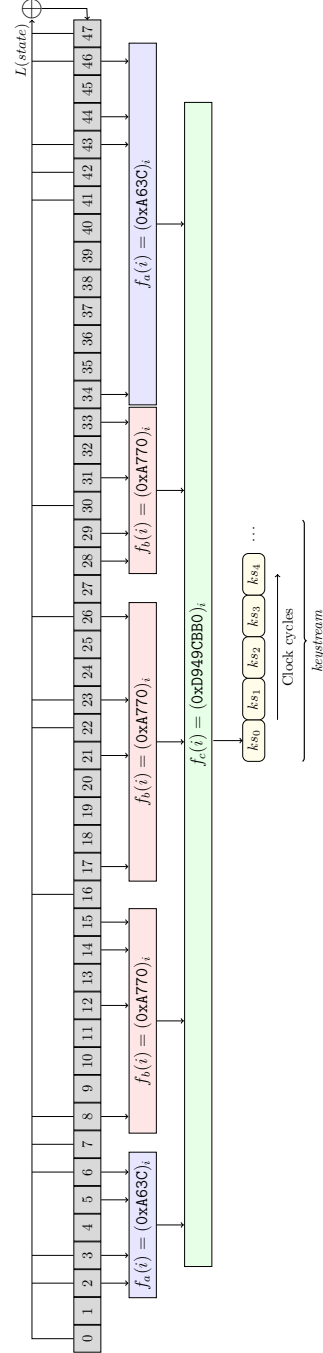 L(state)
0 1 2 3 4 5 6 7 8 9 10 11 12 13 14 15 16 17 18 19 20 21 22 23 24 25 26 27 28 29 30 31 32 33 34 35 36 37 38 39 40 41 42 43 44 45 46 47
f_a(i) = (0xA63C)_i
f_b(i) = (0xA770)_i
f_b(i) = (0xA770)_i
f_b(i) = (0xA770)_i
f_a(i) = (0xA63C)_i
f_c(i) = (0xD949CBB0)_i
ks_0 ks_1 ks_2 ks_3 ks_4 ...
Clock cycles
keystream